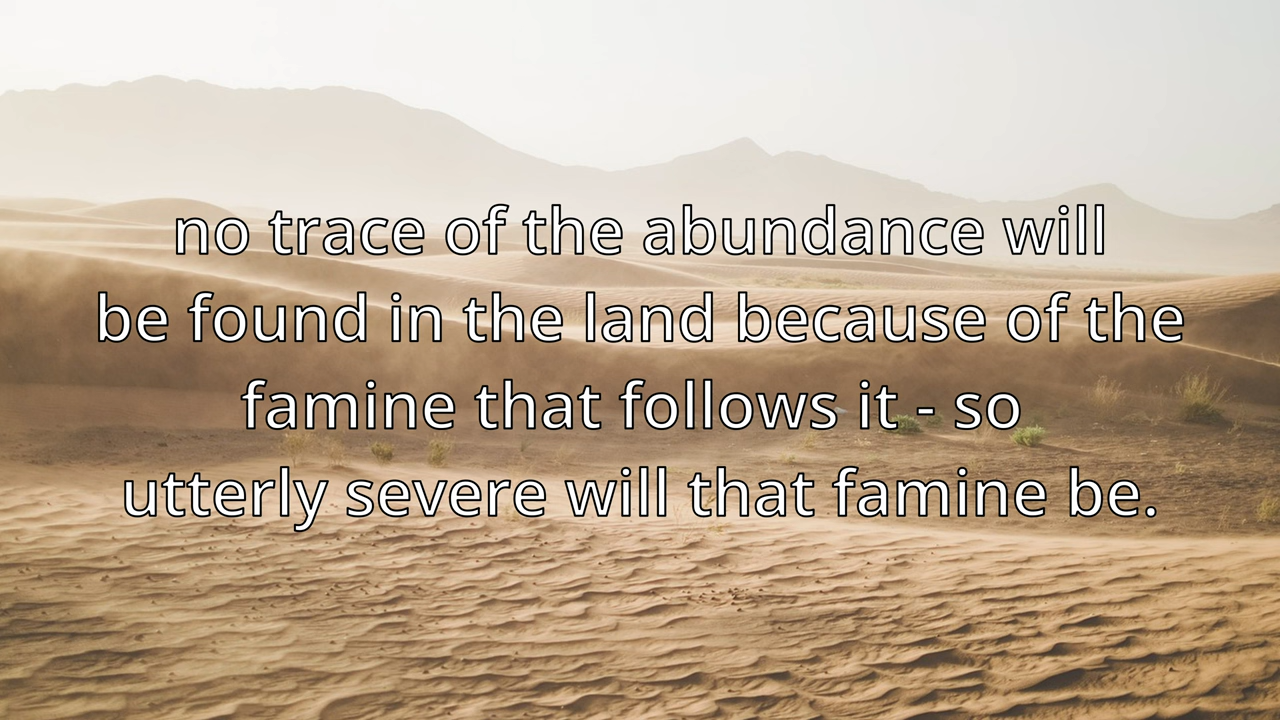 no trace of the abundance will
be found in the land because of the
famine that follows it - so
utterly severe will that famine be.